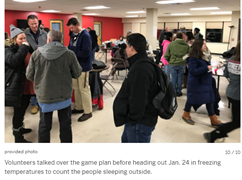 provided photo 10 / 10
Volunteers talked over the game plan before heading out Jan. 24 in freezing
temperatures to count the people sleeping outside.